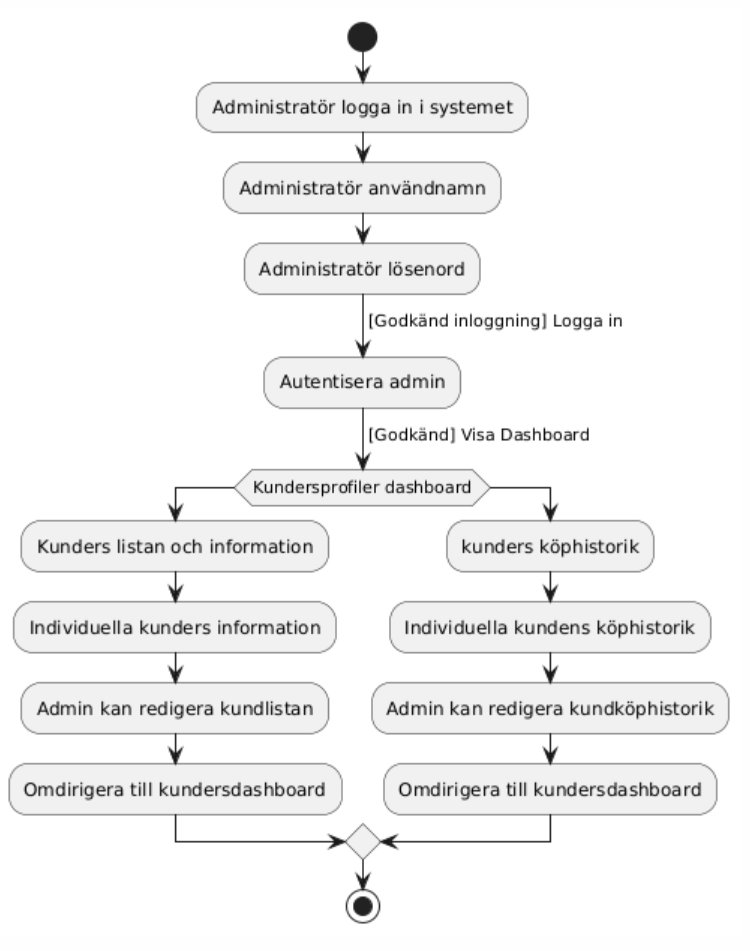 Administratör logga in i systemet
Administratör användnamn
Administratör lösenord
[Godkänd inloggning] Logga in
Autentisera admin
[Godkänd] Visa Dashboard
Kundersprofiler dashboard
Kunders listan och information
Individuella kunders information
Admin kan redigera kundlistan
Omdirigera till kundersdashboard
kunders köphistorik
Individuella kundens köphistorik
Admin kan redigera kundköphistorik
Omdirigera till kundersdashboard